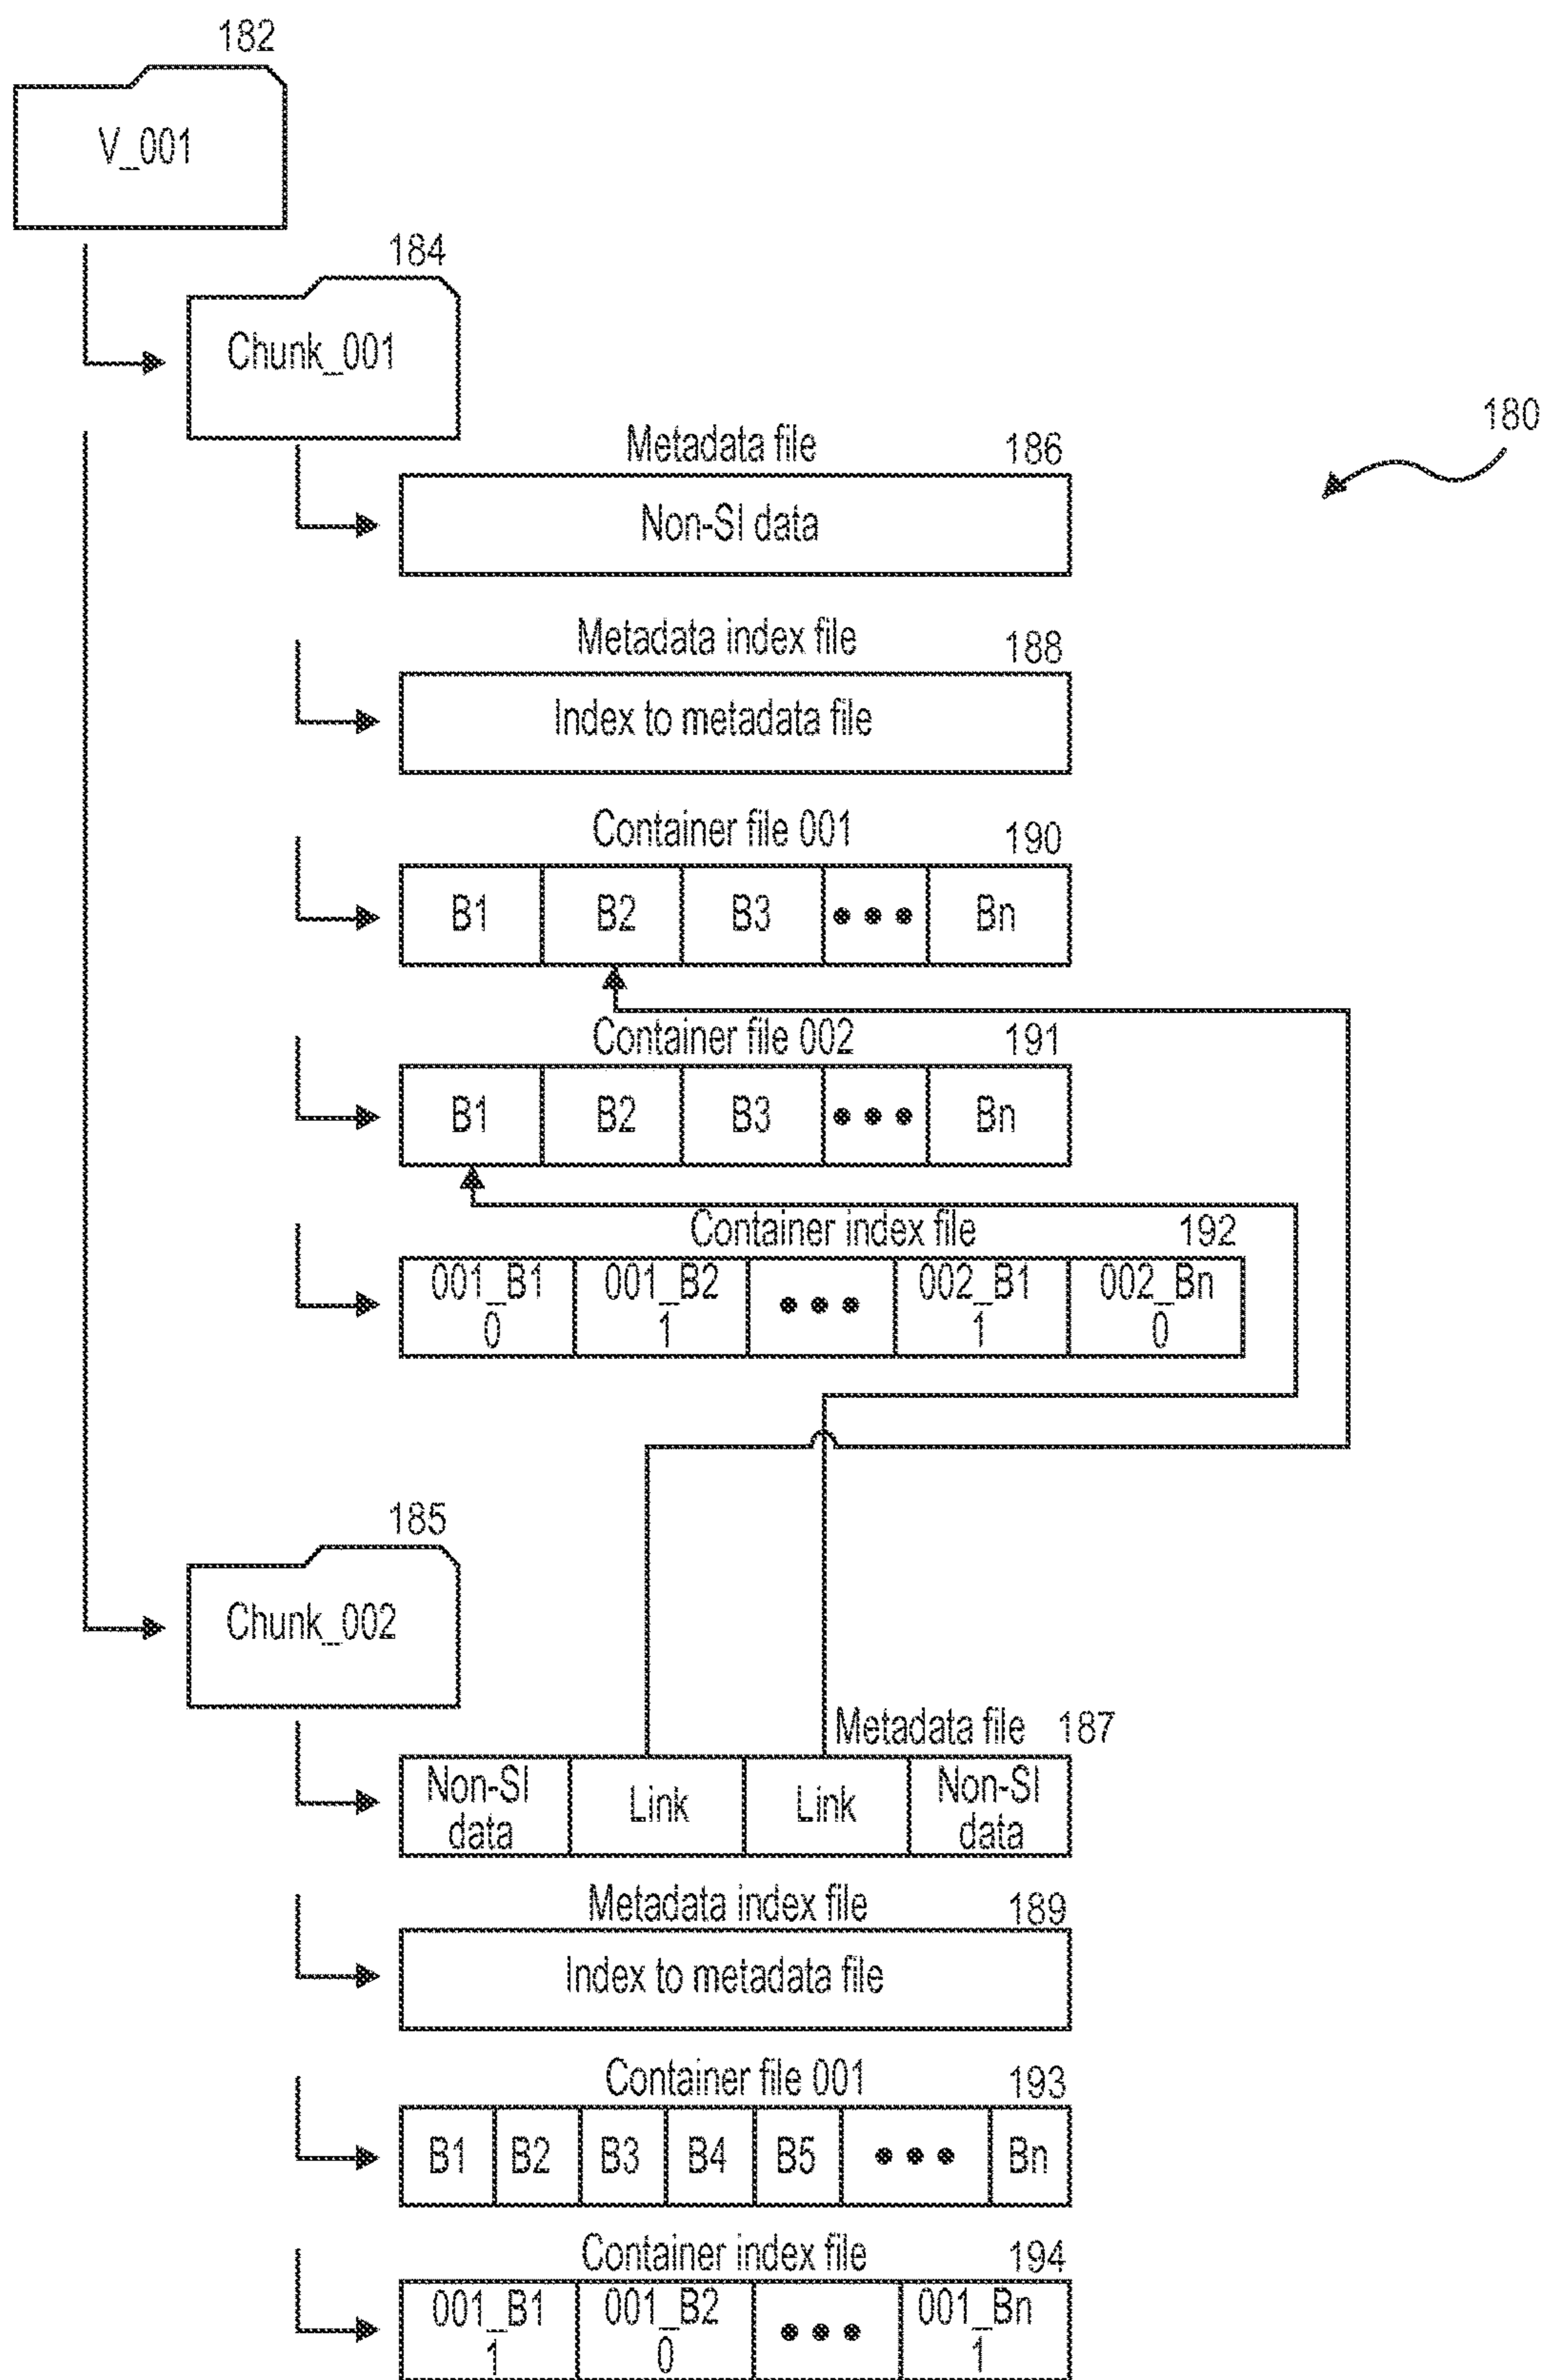 182
V_001
184
Chunk_001
180
Metadata file 186
Non-SI data
Metadata index file 188
Index to metadata file
Container file 001 190
B1 B2 B3 ••• Bn
Container file 002 191
B1 B2 B3 ••• Bn
Container index file 192
001_B1 001_B2 ••• 002_B1 002_Bn
0 1 1 0
185
Chunk_002
Metadata file 187
Non-SI Link Link Non-SI
data data
Metadata index file 189
Index to metadata file
Container file 001 193
B1 B2 B3 B4 B5 ••• Bn
Container index file 194
001_B1 001_B2 ••• 001_Bn
1 0 1